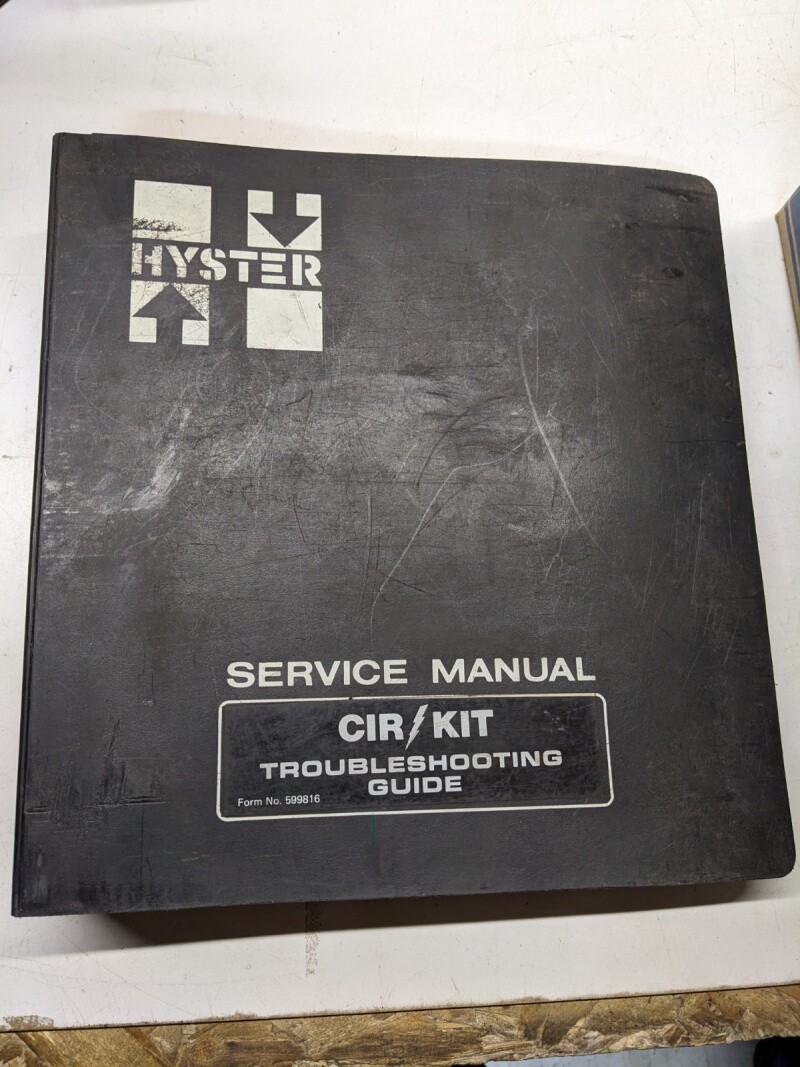 HYSTER
SERVICE MANUAL
CIR/KIT
TROUBLESHOOTING
GUIDE
Form No. 599816